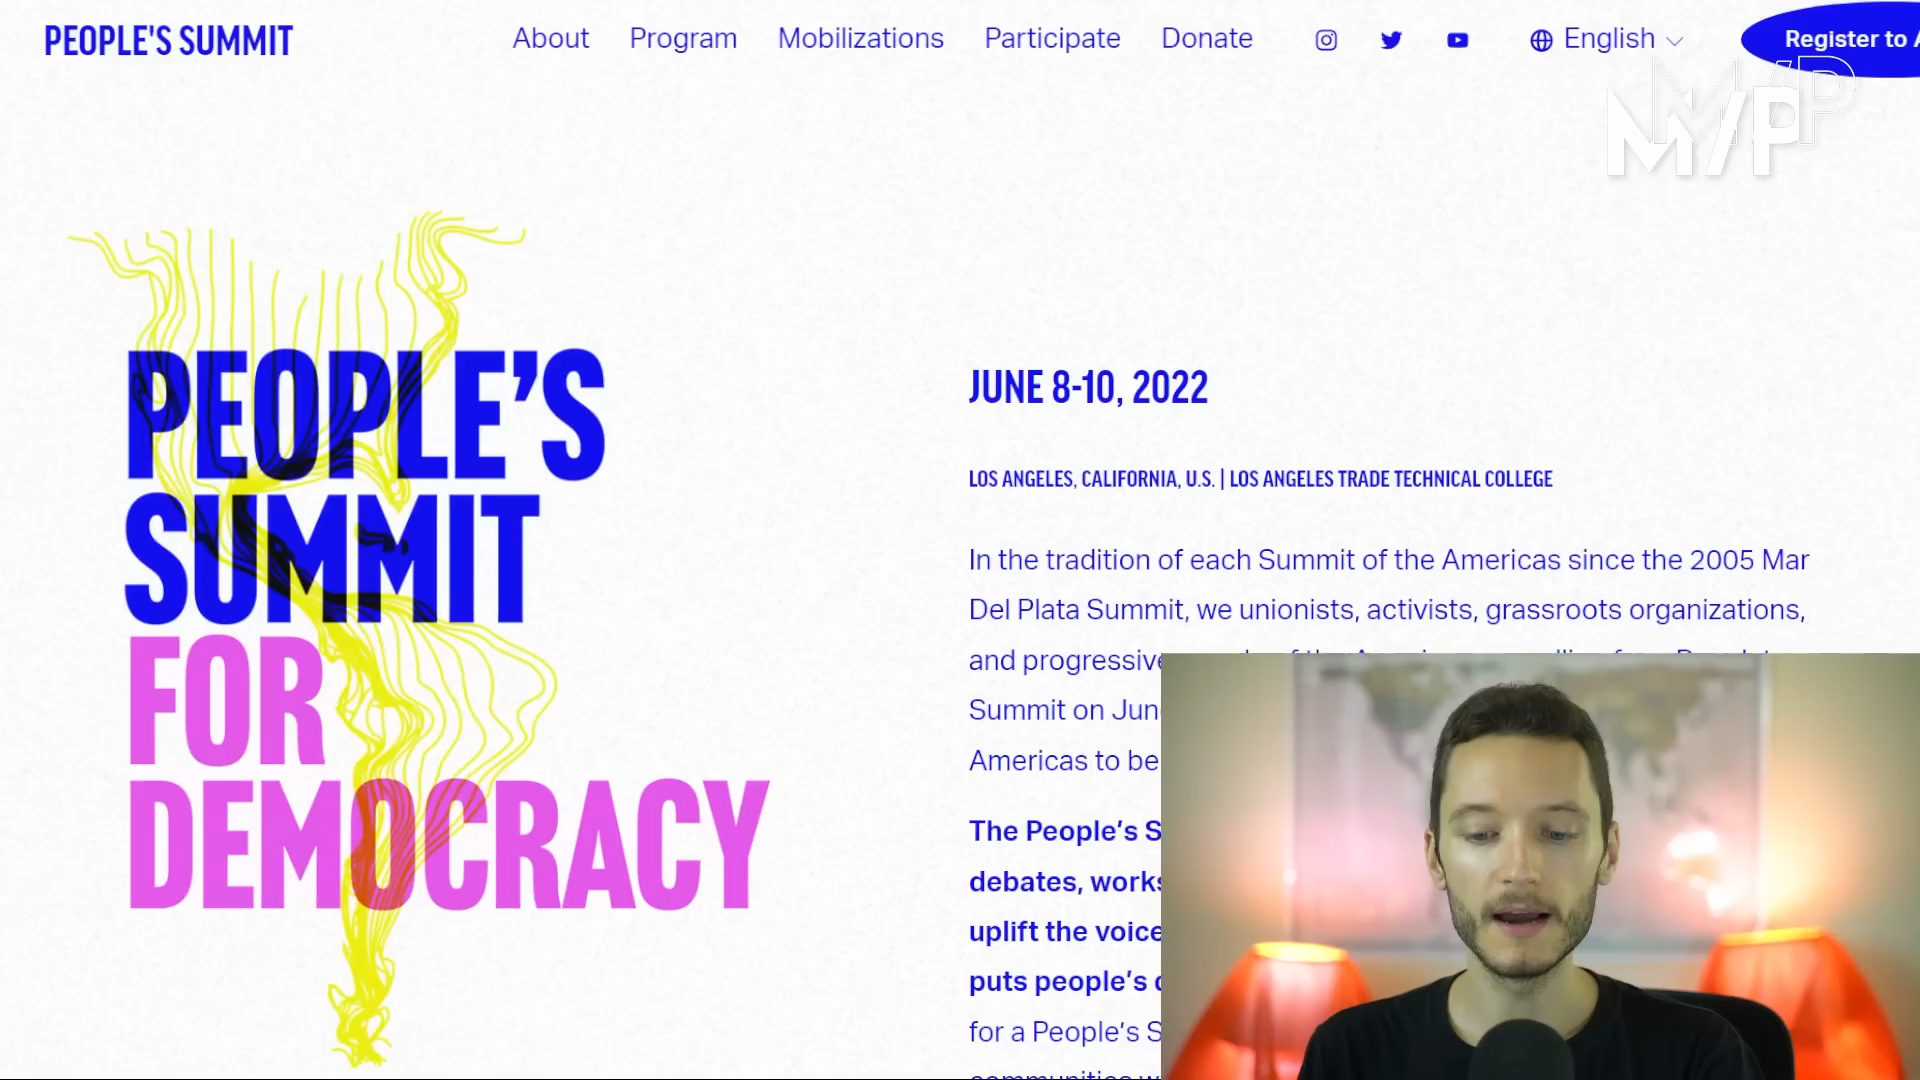 PEOPLE'S SUMMIT
About Program Mobilizations Participate Donate English Register to A
M/P
PEOPLE'S
SUMMIT
FOR
DEMOCRACY
JUNE 8-10, 2022
LOS ANGELES, CALIFORNIA, U.S. | LOS ANGELES TRADE TECHNICAL COLLEGE
In the tradition of each Summit of the Americas since the 2005 Mar
Del Plata Summit, we unionists, activists, grassroots organizations,
and progressive
Summit on Jun
Americas to be
The People's S
debates, works
uplift the voice
puts people's
for a People's S